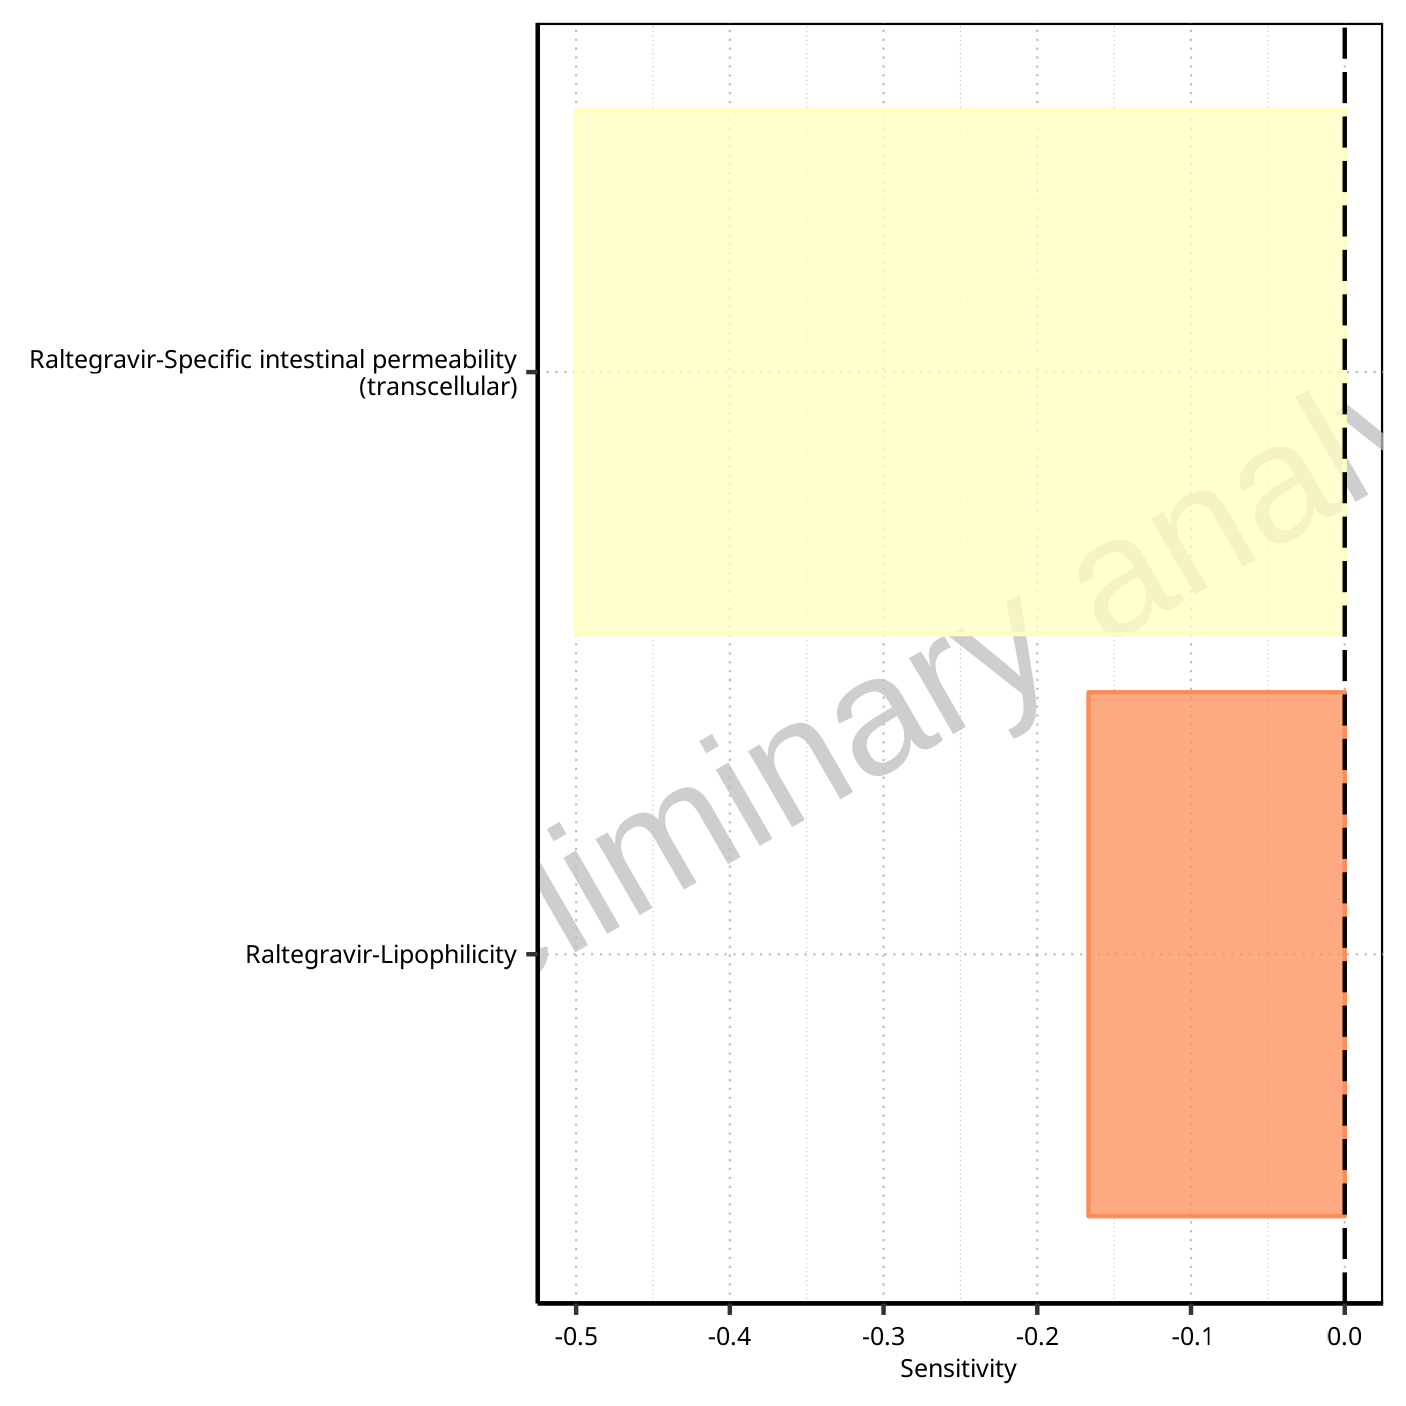 Raltegravir-Specific intestinal permeability
(transcellular)
liminary analy
Raltegravir-Lipophilicity
-0.5 -0.4 -0.3 -0.2 -0.1 0.0
Sensitivity